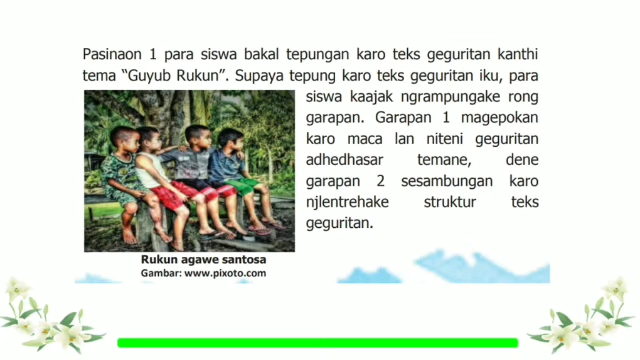 Pasinaon 1 para siswa bakal tepungan karo teks geguritan kanthi
tema "Guyub Rukun". Supaya tepung karo teks geguritan iku, para
siswa kaajak ngrampungake rong
garapan. Garapan 1 magepokan
karo maca lan niteni geguritan
adhedhasar temane, dene
garapan 2 sesambungan karo
njlentrehake struktur teks
geguritan.
Rukun agawe santosa
Gambar: www.pixoto.com